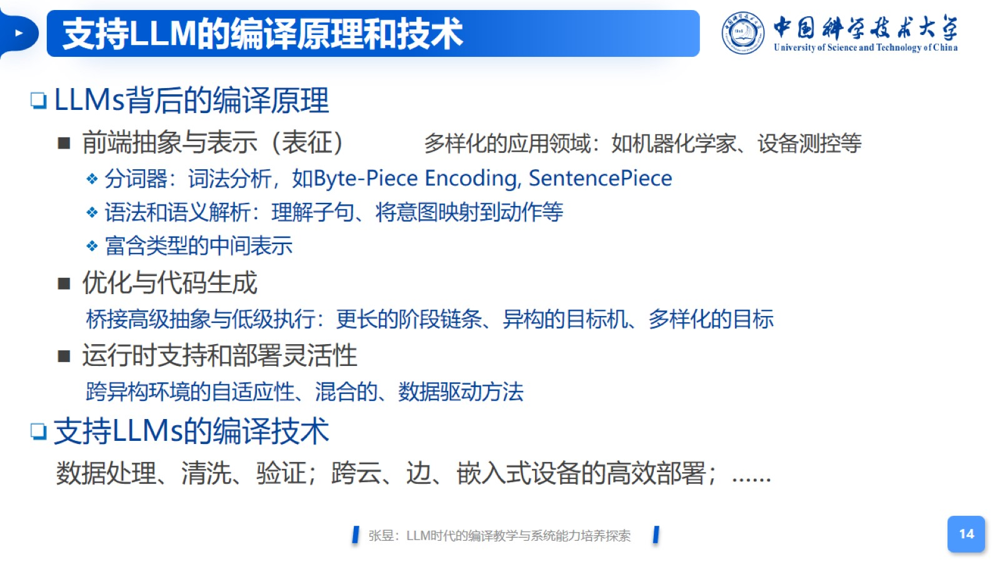 支持LLM的编译原理和技术
中国科学技术大学
University of Science and Technology of China
LLMs背后的编译原理
前端抽象与表示（表征） 多样化的应用领域：如机器化学家、设备测控等
分词器：词法分析，如Byte-Piece Encoding, SentencePiece
语法和语义解析：理解子句、将意图映射到动作等
富含类型的中间表示
优化与代码生成
桥接高级抽象与低级执行：更长的阶段链条、异构的目标机、多样化的目标
运行时支持和部署灵活性
跨异构环境的自适应性、混合的、数据驱动方法
支持LLMs的编译技术
数据处理、清洗、验证；跨云、边、嵌入式设备的高效部署；……
张昱：LLM时代的编译教学与系统能力培养探索
14